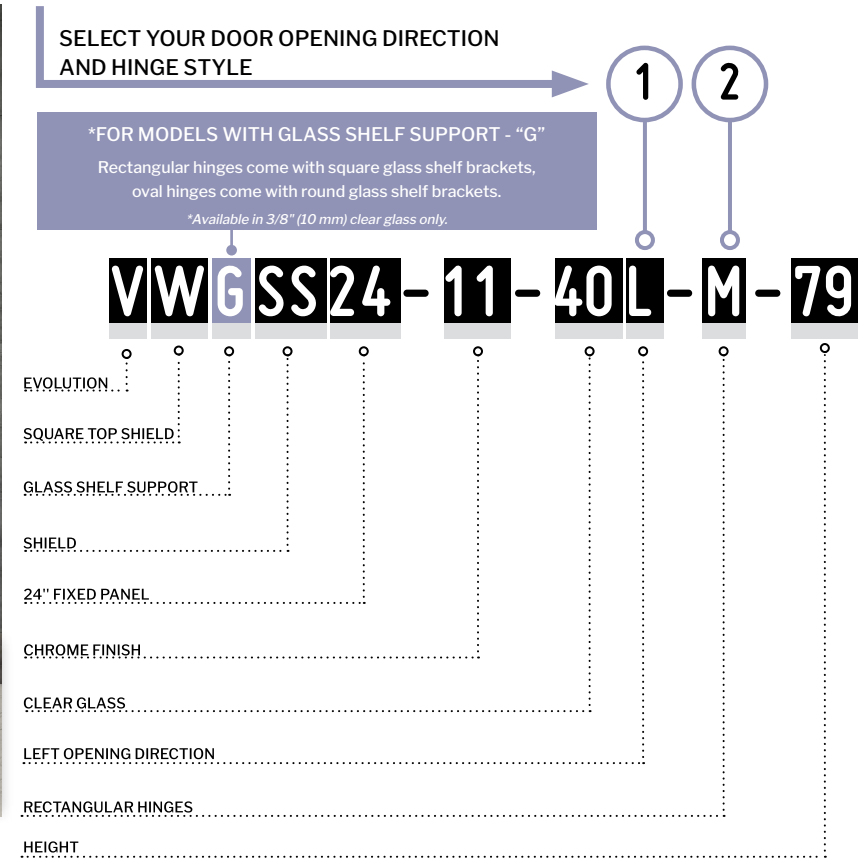 SELECT YOUR DOOR OPENING DIRECTION
AND HINGE STYLE
1 2
*FOR MODELS WITH GLASS SHELF SUPPORT - “G”
Rectangular hinges come with square glass shelf brackets,
oval hinges come with round glass shelf brackets.
*Available in 3/8” (10 mm) clear glass only.
VWGSS24-11-40L-M-79
EVOLUTION
SQUARE TOP SHIELD
GLASS SHELF SUPPORT
SHIELD
24" FIXED PANEL
CHROME FINISH
CLEAR GLASS
LEFT OPENING DIRECTION
RECTANGULAR HINGES
HEIGHT